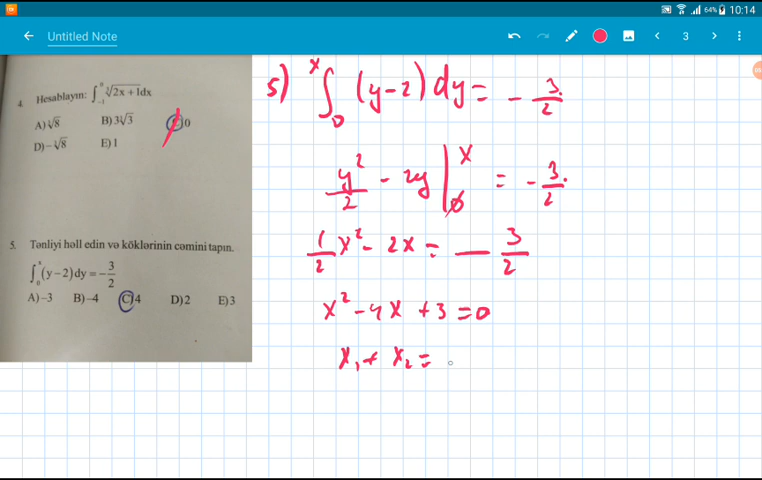 64% 10:14
Untitled Note
3
4. Hesablayın: ∫₋₁⁰ ∛(2x + 1)dx
A) ∛8 B) 3∛3 C) 0
D) -∛8 E) 1
5. Tənliyi həll edin və köklərinin cəmini tapın.
∫₀ˣ (y-2)dy = -3/2
A) -3 B) -4 C) 4 D) 2 E) 3
5) ∫₀ˣ (y-2) dy = - 3/2
y²/2 - 2y |₀ˣ = - 3/2
1/2 x² - 2x = - 3/2
x² - 4x + 3 = 0
x₁ + x₂ =